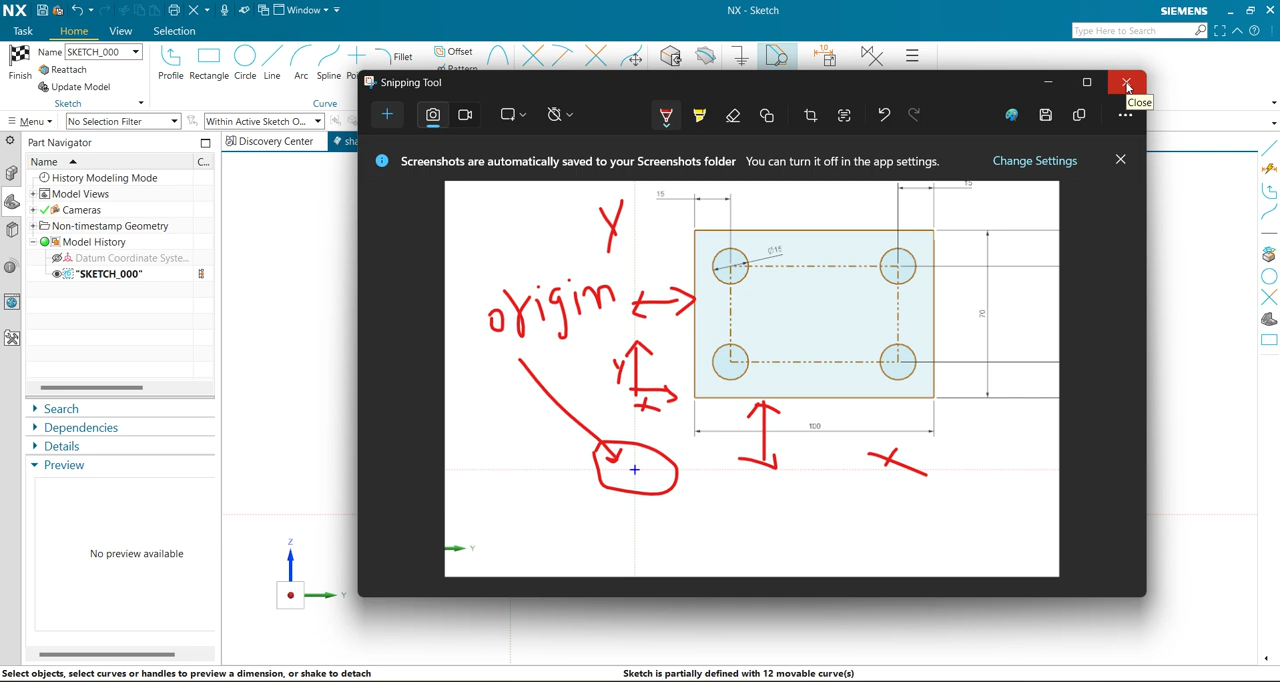 NX
Window
NX - Sketch
SIEMENS
Task
Home
View
Selection
Type Here to Search
Finish
Name SKETCH_000
Reattach
Update Model
Sketch
Profile
Rectangle
Circle
Line
Arc
Spline
Fillet
Offset
Pattern
10
Curve
Menu
No Selection Filter
Within Active Sketch O...
Part Navigator
Discovery Center
Name
C...
History Modeling Mode
Model Views
Cameras
Non-timestamp Geometry
Model History
Datum Coordinate Syste...
"SKETCH_000"
Search
Dependencies
Details
Preview
No preview available
Snipping Tool
Close
Screenshots are automatically saved to your Screenshots folder You can turn it off in the app settings.
Change Settings
15
15
Y
Ø15
origin
70
Y
X
100
X
Y
Z
Y
Select objects, select curves or handles to preview a dimension, or shake to detach
Sketch is partially defined with 12 movable curve(s)